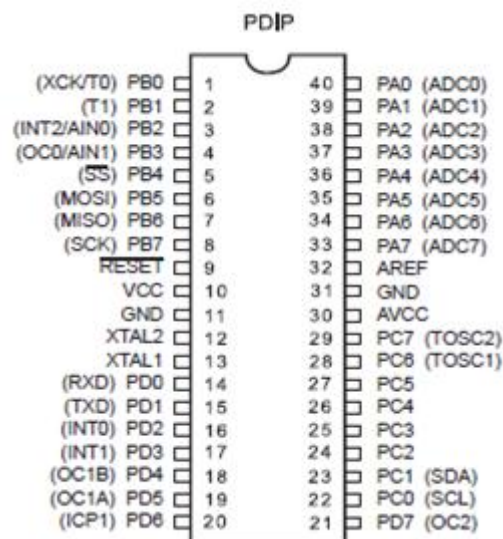 PDIP
(XCK/T0) PB0 1 40 PA0 (ADC0)
(T1) PB1 2 39 PA1 (ADC1)
(INT2/AIN0) PB2 3 38 PA2 (ADC2)
(OC0/AIN1) PB3 4 37 PA3 (ADC3)
(SS) PB4 5 36 PA4 (ADC4)
(MOSI) PB5 6 35 PA5 (ADC5)
(MISO) PB6 7 34 PA6 (ADC6)
(SCK) PB7 8 33 PA7 (ADC7)
RESET 9 32 AREF
VCC 10 31 GND
GND 11 30 AVCC
XTAL2 12 29 PC7 (TOSC2)
XTAL1 13 28 PC6 (TOSC1)
(RXD) PD0 14 27 PC5
(TXD) PD1 15 26 PC4
(INT0) PD2 16 25 PC3
(INT1) PD3 17 24 PC2
(OC1B) PD4 18 23 PC1 (SDA)
(OC1A) PD5 19 22 PC0 (SCL)
(ICP1) PD6 20 21 PD7 (OC2)